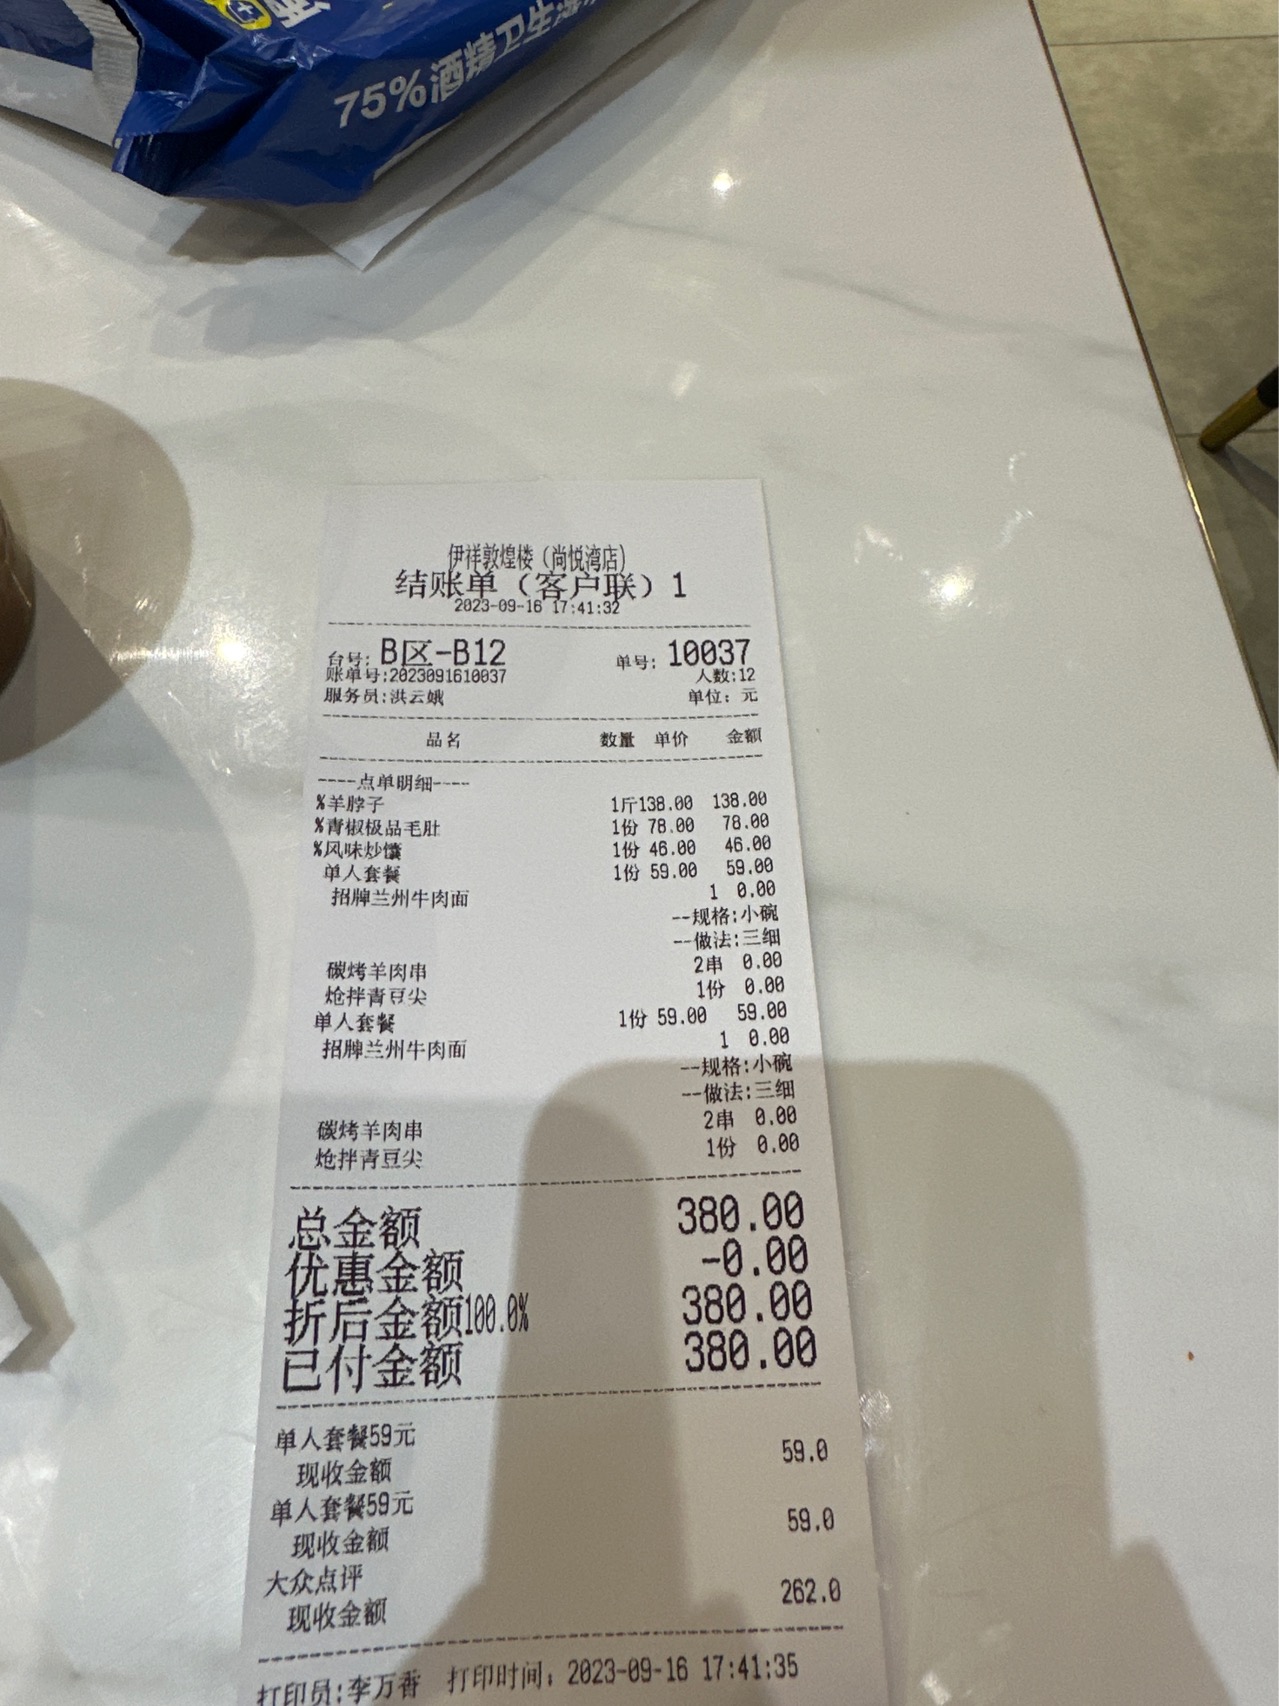 75%酒精卫生湿
伊祥敦煌楼（尚悦湾店）
结账单（客户联）1
2023-09-16 17:41:32
台号: B区-B12 单号: 10037
账单号:2023091610037 人数:12
服务员:洪云娥 单位: 元
品名 数量 单价 金额
----点单明细----
%羊脖子 1斤138.00 138.00
%青椒极品毛肚 1份 78.00 78.00
%风味炒馕 1份 46.00 46.00
单人套餐 1份 59.00 59.00
招牌兰州牛肉面 1 0.00
--规格:小碗
--做法:三细
碳烤羊肉串 2串 0.00
炝拌青豆尖 1份 0.00
单人套餐 1份 59.00 59.00
招牌兰州牛肉面 1 0.00
--规格:小碗
--做法:三细
碳烤羊肉串 2串 0.00
炝拌青豆尖 1份 0.00
总金额 380.00
优惠金额 -0.00
折后金额100.0% 380.00
已付金额 380.00
单人套餐59元
现收金额 59.0
单人套餐59元
现收金额 59.0
大众点评
现收金额 262.0
打印员:李万香 打印时间: 2023-09-16 17:41:35